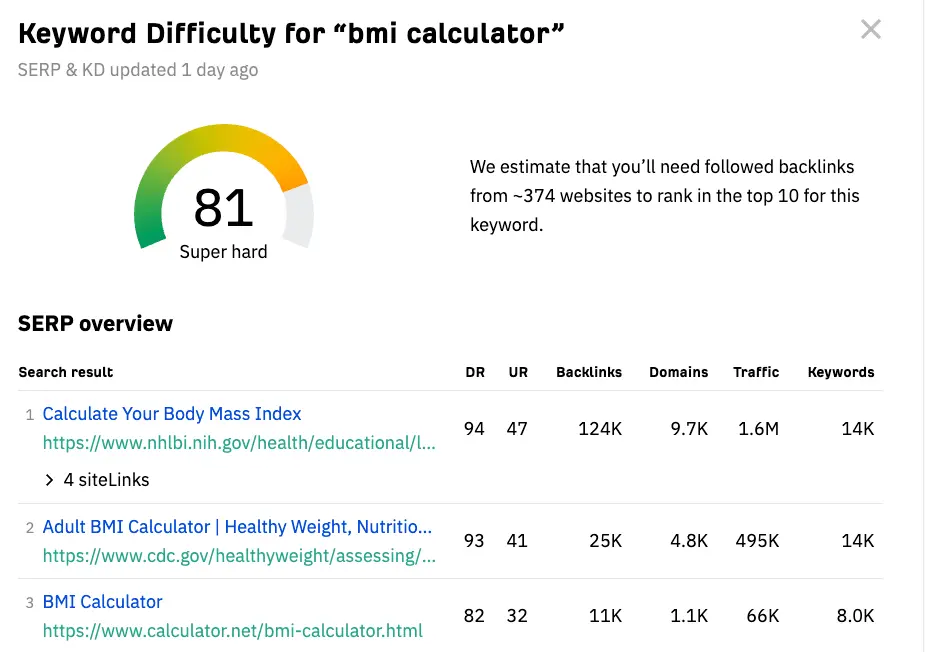 Keyword Difficulty for “bmi calculator”
SERP & KD updated 1 day ago
81
Super hard
We estimate that you’ll need followed backlinks
from ~374 websites to rank in the top 10 for this
keyword.
SERP overview
Search result DR UR Backlinks Domains Traffic Keywords
1 Calculate Your Body Mass Index
https://www.nhlbi.nih.gov/health/educational/l...
94 47 124K 9.7K 1.6M 14K
4 siteLinks
2 Adult BMI Calculator | Healthy Weight, Nutritio...
https://www.cdc.gov/healthyweight/assessing/...
93 41 25K 4.8K 495K 14K
3 BMI Calculator
https://www.calculator.net/bmi-calculator.html
82 32 11K 1.1K 66K 8.0K